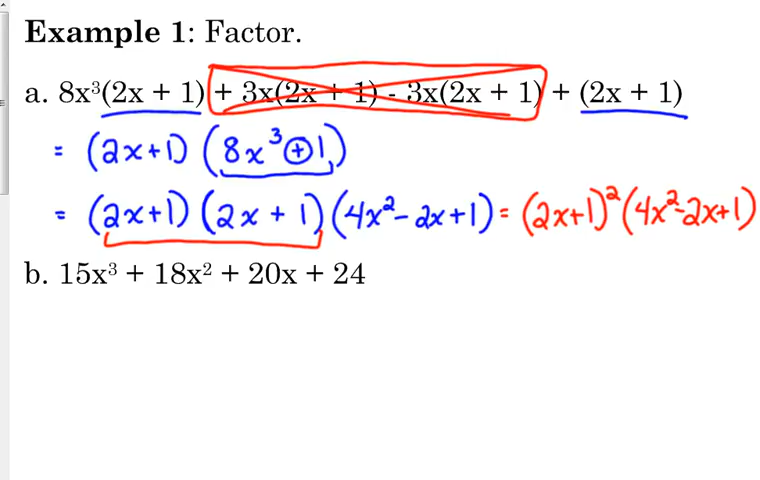 Example 1: Factor.
a. 8x³(2x + 1) + 3x(2x + 1) - 3x(2x + 1) + (2x + 1)
= (2x+1) (8x³ + 1)
= (2x+1) (2x + 1) (4x² - 2x+1) = (2x+1)² (4x²-2x+1)
b. 15x³ + 18x² + 20x + 24